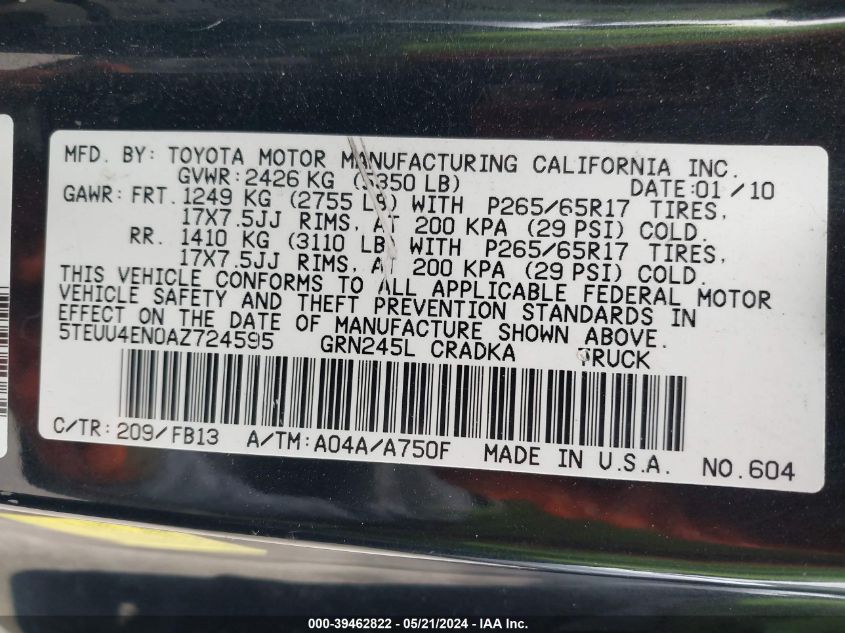 MFD. BY: TOYOTA MOTOR MANUFACTURING CALIFORNIA INC.
GVWR: 2426 KG (5350 LB) DATE: 01/10
GAWR: FRT. 1249 KG (2755 LB) WITH P265/65R17 TIRES,
17X7.5JJ RIMS, AT 200 KPA (29 PSI) COLD.
RR. 1410 KG (3110 LB) WITH P265/65R17 TIRES,
17X7.5JJ RIMS, AT 200 KPA (29 PSI) COLD.
THIS VEHICLE CONFORMS TO ALL APPLICABLE FEDERAL MOTOR
VEHICLE SAFETY AND THEFT PREVENTION STANDARDS IN
EFFECT ON THE DATE OF MANUFACTURE SHOWN ABOVE.
5TEUU4EN0AZ724595 GRN245L CRADKA TRUCK
C/TR: 209/FB13 A/TM: A04A/A750F MADE IN U.S.A. NO.604
000-39462822 - 05/21/2024 - IAA Inc.